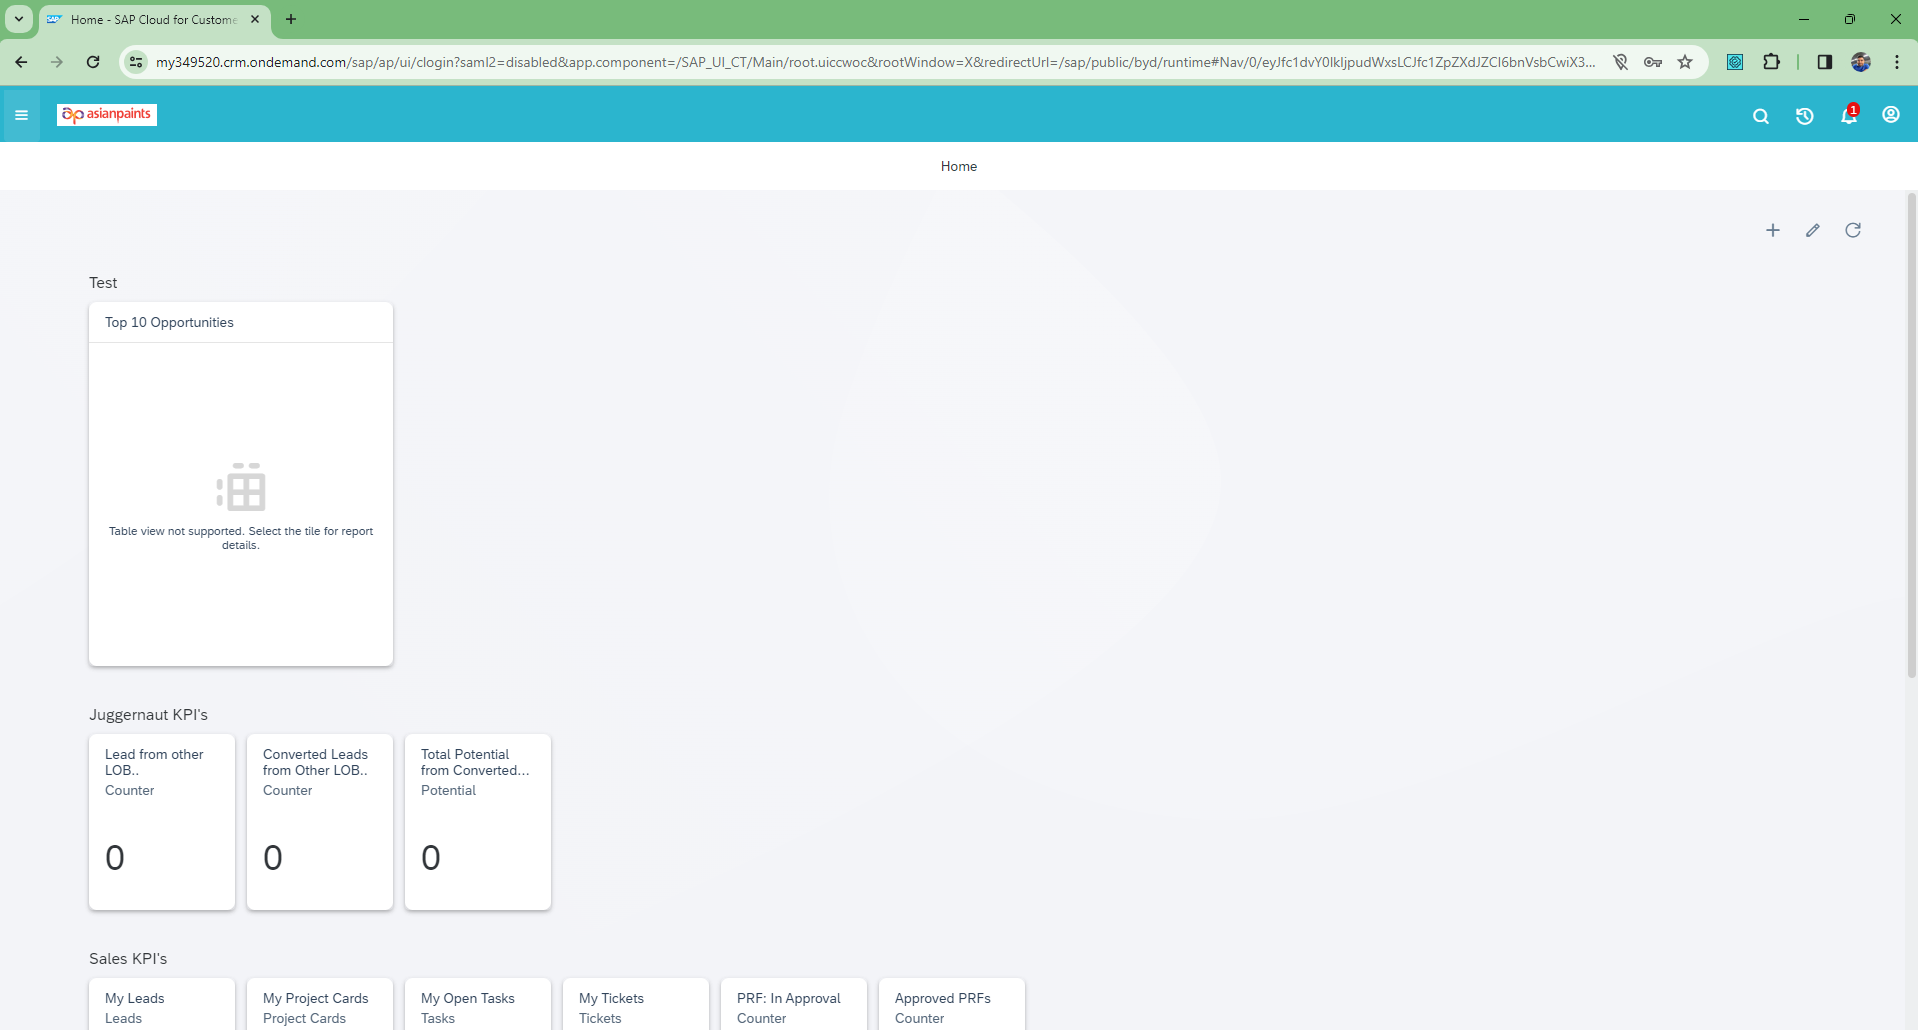 Home - SAP Cloud for Custome
my349520.crm.ondemand.com/sap/ap/ui/clogin?saml2=disabled&app.component=/SAP_UI_CT/Main/root.uiccwoc&rootWindow=X&redirectUrl=/sap/public/byd/runtime#Nav/0/eyJfc1dvY0lkIjpudWxsLCJfc1ZpZXdJZCI6bnVsbCwiX3...
asianpaints
1
Home
Test
Top 10 Opportunities
Table view not supported. Select the tile for report
details.
Juggernaut KPI's
Lead from other
LOB..
Counter
0
Converted Leads
from Other LOB..
Counter
0
Total Potential
from Converted...
Potential
0
Sales KPI's
My Leads
Leads
My Project Cards
Project Cards
My Open Tasks
Tasks
My Tickets
Tickets
PRF: In Approval
Counter
Approved PRFs
Counter